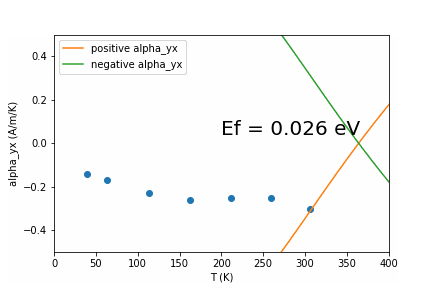 positive alpha_yx
negative alpha_yx
Ef = 0.026 eV
alpha_yx (A/m/K)
0.4
0.2
0.0
−0.2
−0.4
0 50 100 150 200 250 300 350 400
T (K)